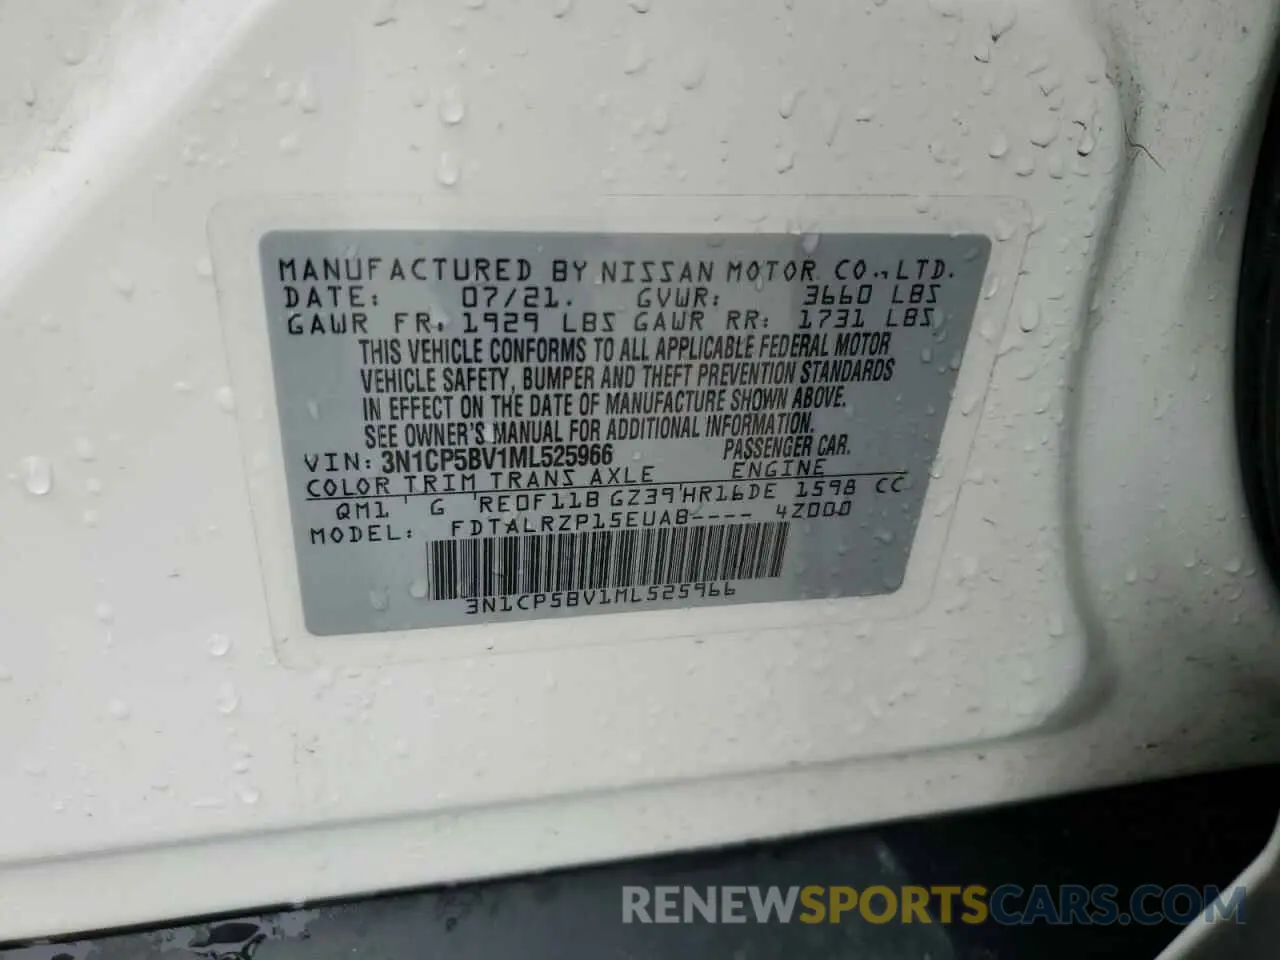 MANUFACTURED BY NISSAN MOTOR CO., LTD.
DATE: 07/21. GVWR: 3660 LBS
GAWR FR: 1929 LBS GAWR RR: 1731 LBS
THIS VEHICLE CONFORMS TO ALL APPLICABLE FEDERAL MOTOR
VEHICLE SAFETY, BUMPER AND THEFT PREVENTION STANDARDS
IN EFFECT ON THE DATE OF MANUFACTURE SHOWN ABOVE.
SEE OWNER'S MANUAL FOR ADDITIONAL INFORMATION.
VIN: 3N1CP5BV1ML525966 PASSENGER CAR.
COLOR TRIM TRANS AXLE ENGINE
QM1 ' G 'RE0F11B GZ39'HR16DE 1598 CC
MODEL: FDTALRZP15EUAB---- 4Z000
3N1CP5BV1ML525966
RENEWSPORTSCARS.COM